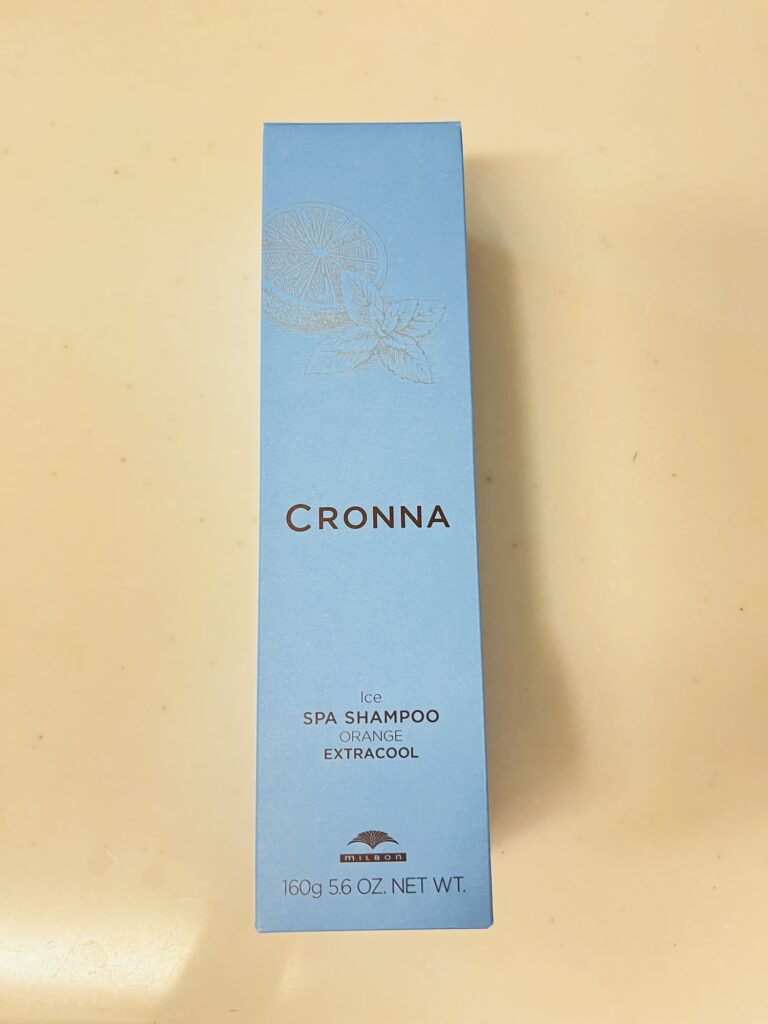 CRONNA
Ice
SPA SHAMPOO
ORANGE
EXTRACOOL
MILBON
160g 5.6 OZ. NET WT.